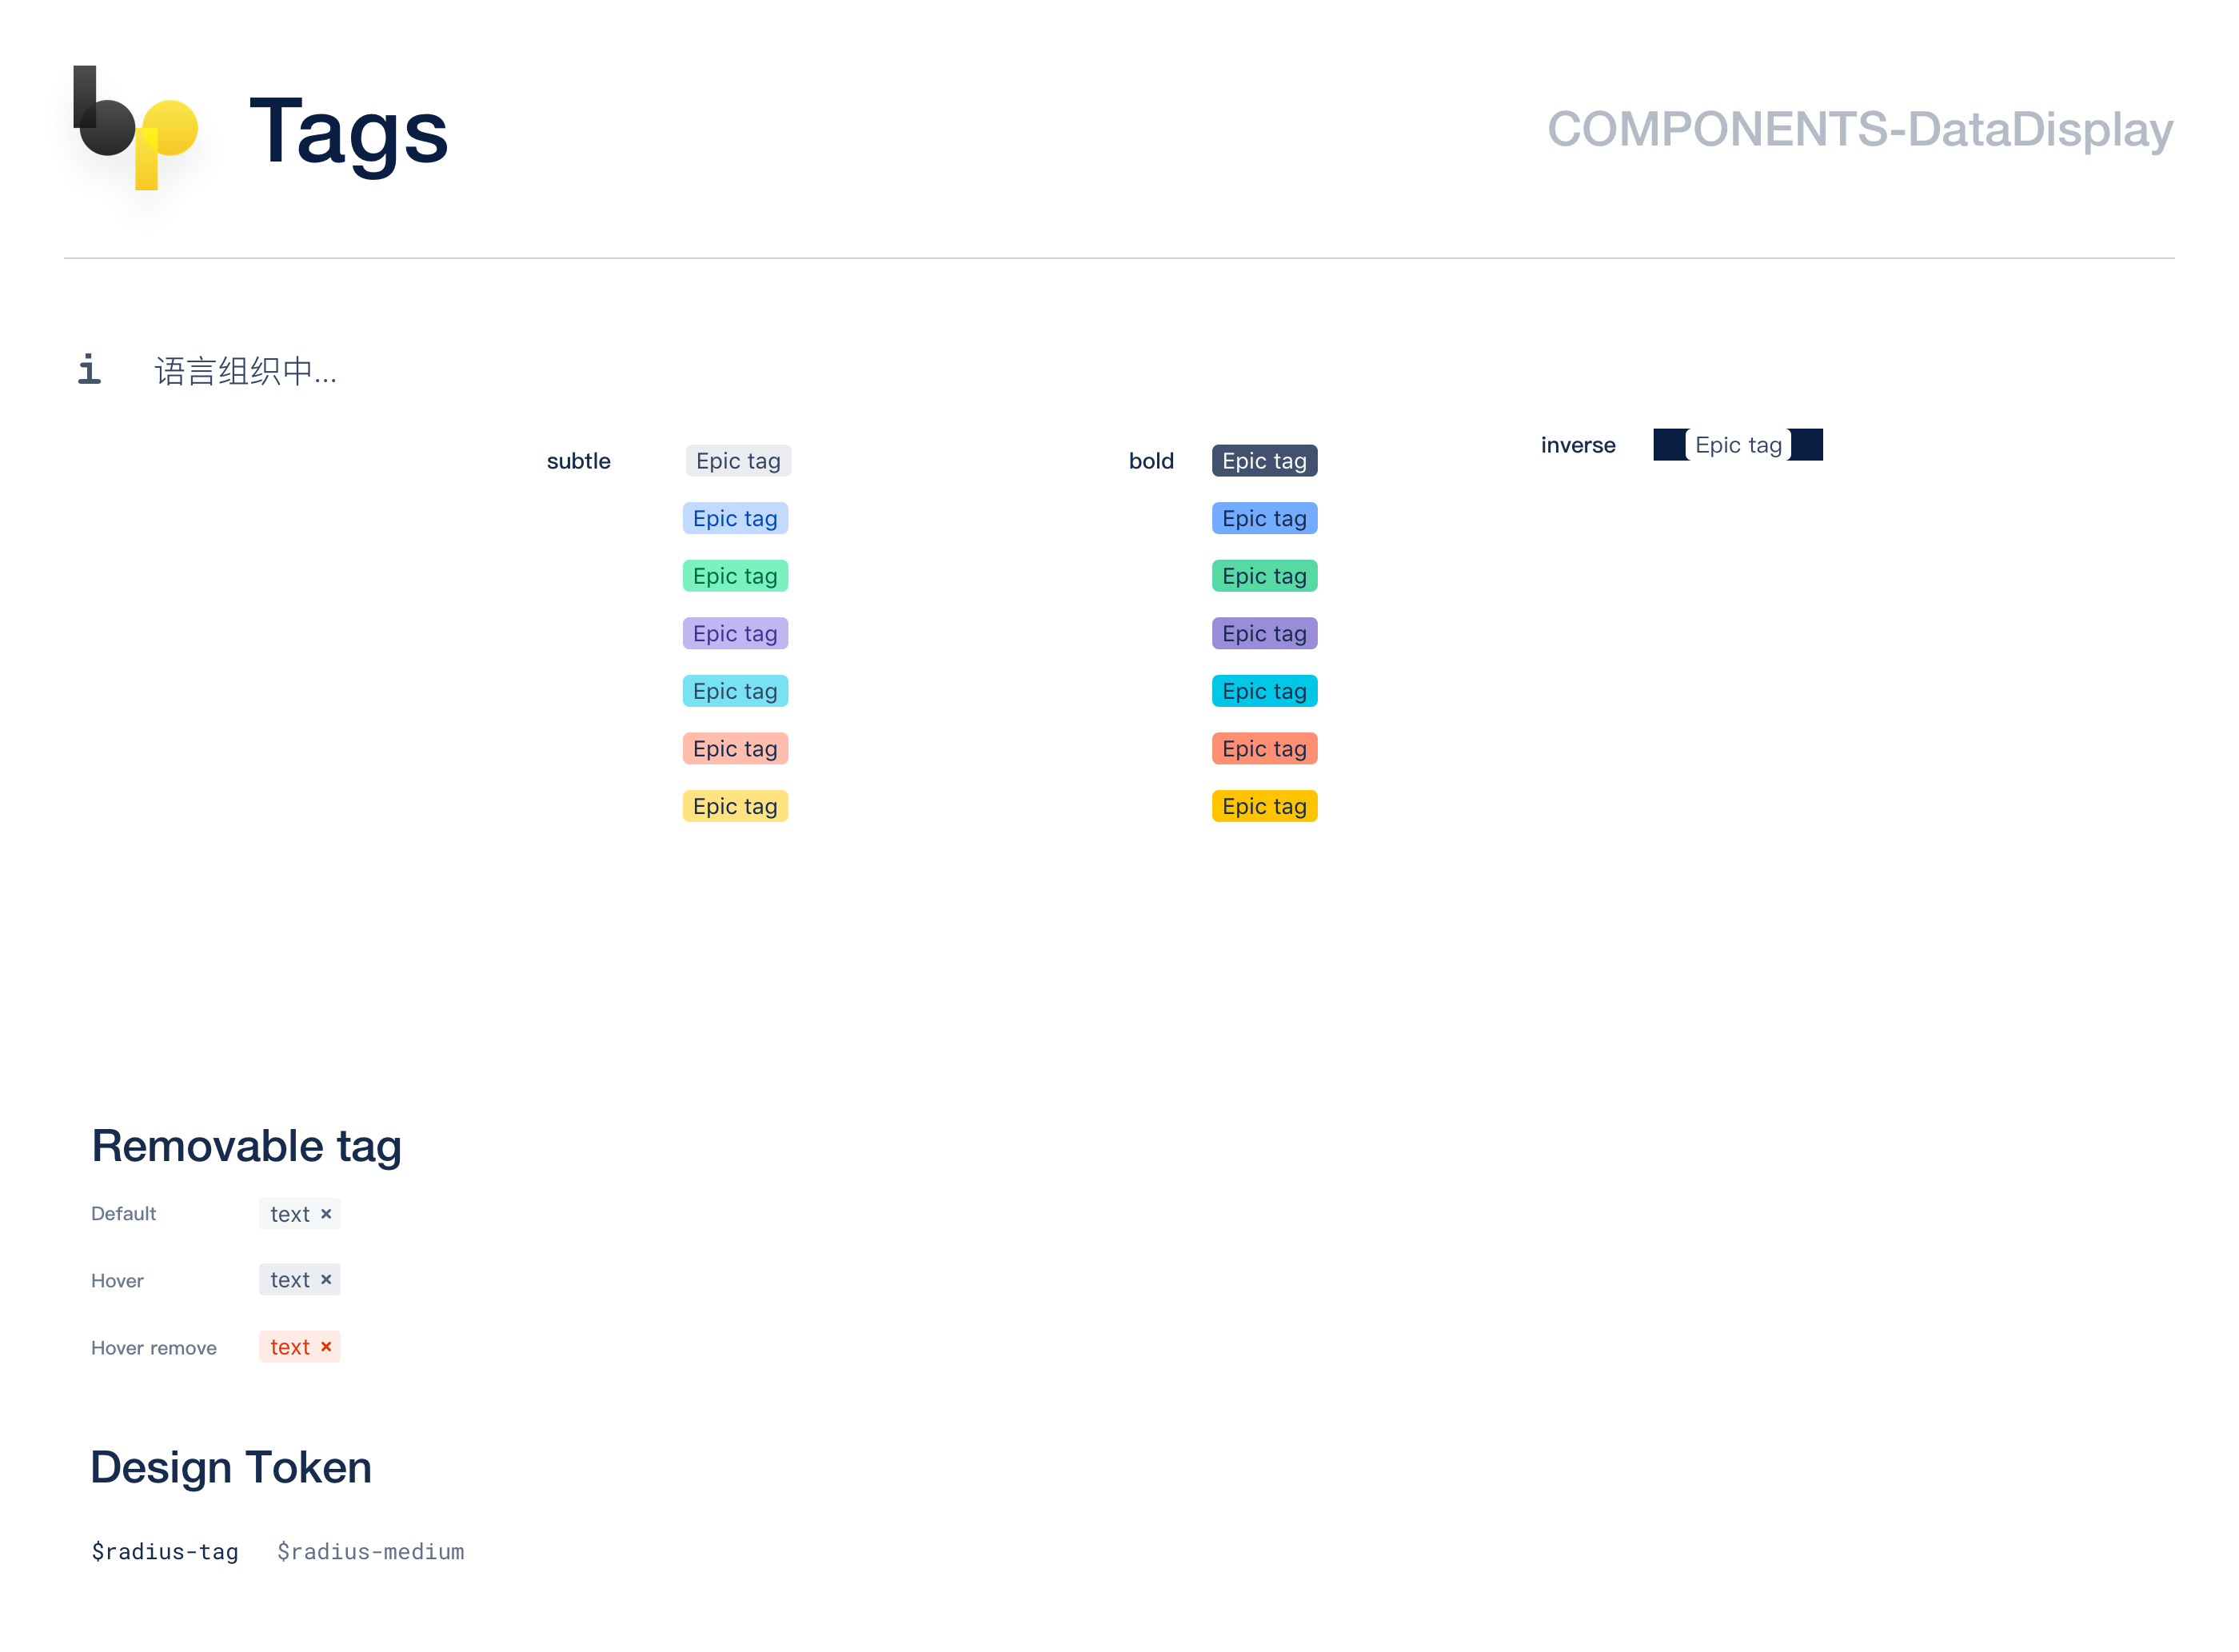 bp
Tags
COMPONENTS-DataDisplay
i 语言组织中...
subtle
Epic tag
Epic tag
Epic tag
Epic tag
Epic tag
Epic tag
Epic tag
bold
Epic tag
Epic tag
Epic tag
Epic tag
Epic tag
Epic tag
Epic tag
inverse
Epic tag
Removable tag
Default text ×
Hover text ×
Hover remove text ×
Design Token
$radius-tag $radius-medium